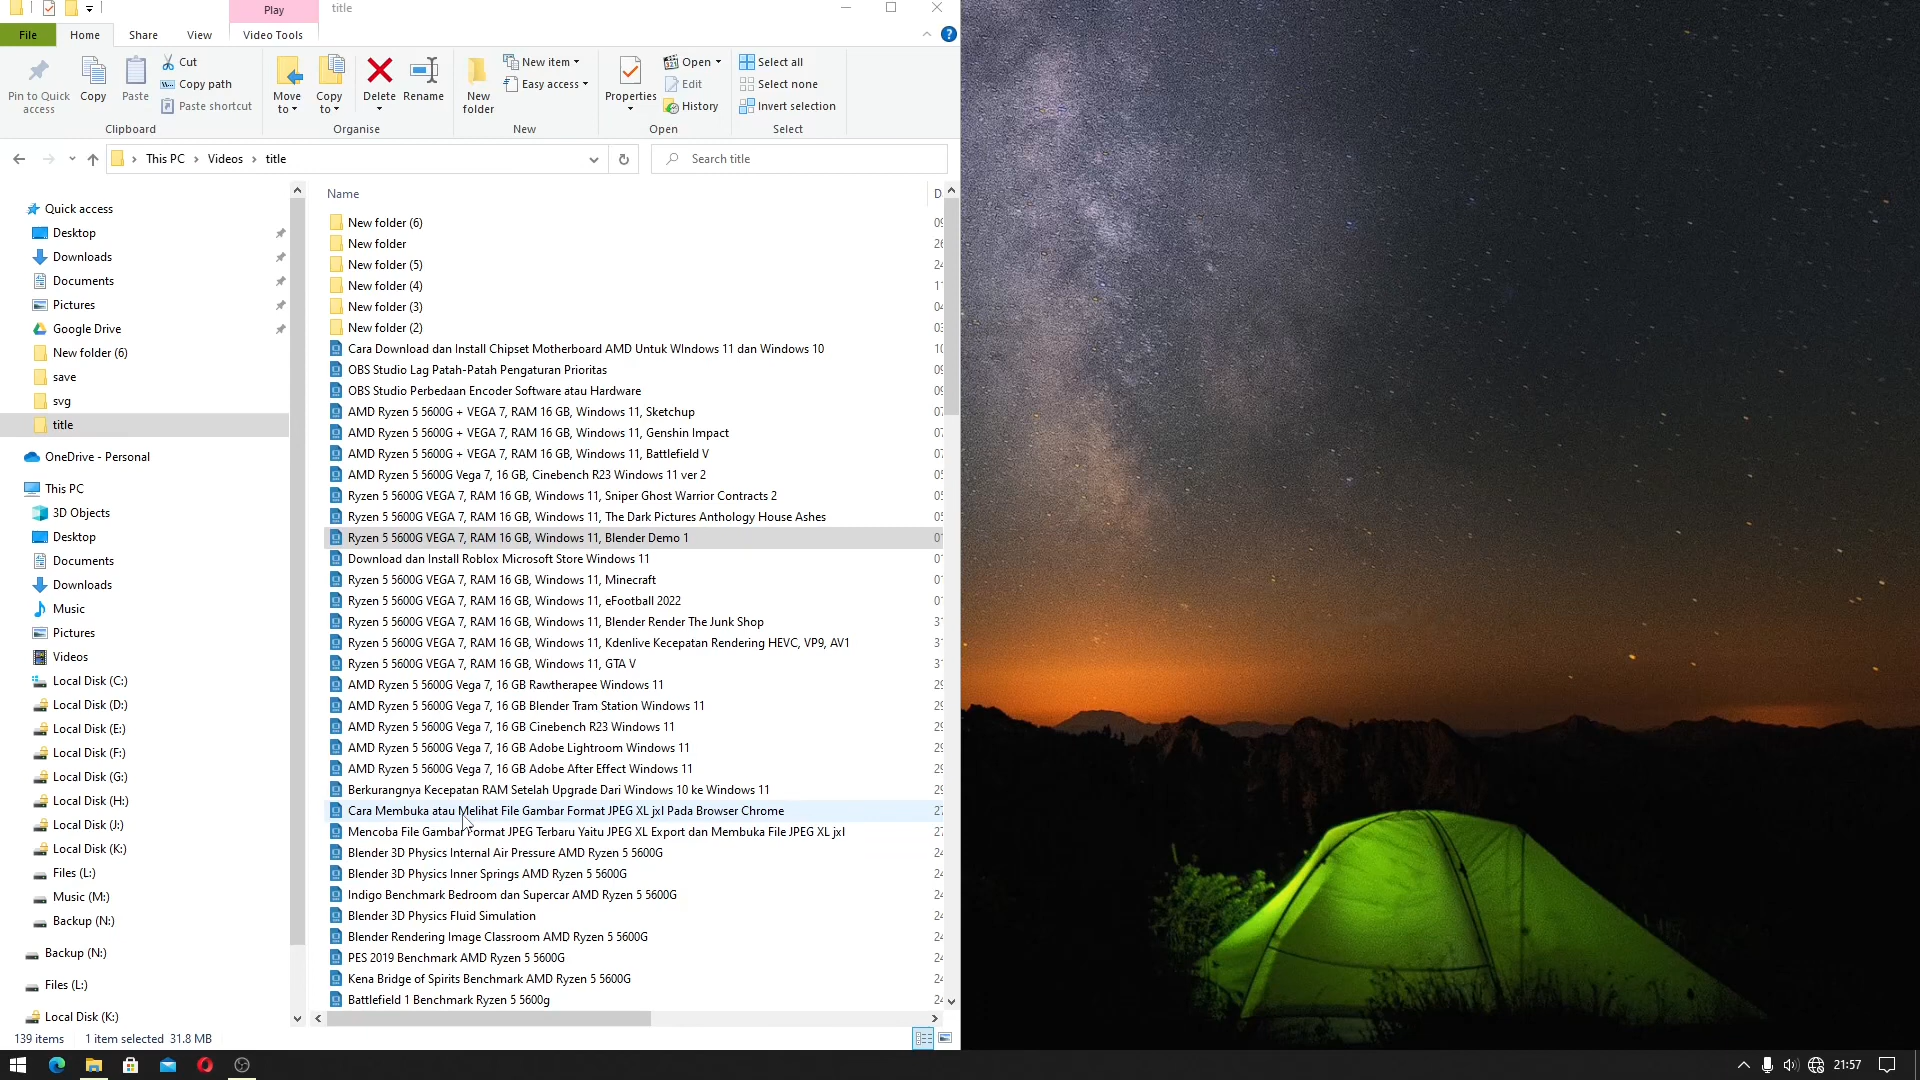 Play
title
File
Home
Share
View
Video Tools
Pin to Quick access
Copy
Paste
Cut
Copy path
Paste shortcut
Clipboard
Move to
Copy to
Delete
Rename
Organise
New folder
New item
Easy access
New
Properties
Open
Edit
History
Open
Select all
Select none
Invert selection
Select
This PC
Videos
title
Search title
Quick access
Desktop
Downloads
Documents
Pictures
Google Drive
New folder (6)
save
svg
title
OneDrive - Personal
This PC
3D Objects
Desktop
Documents
Downloads
Music
Pictures
Videos
Local Disk (C:)
Local Disk (D:)
Local Disk (E:)
Local Disk (F:)
Local Disk (G:)
Local Disk (H:)
Local Disk (J:)
Local Disk (K:)
Files (L:)
Music (M:)
Backup (N:)
Backup (N:)
Files (L:)
Local Disk (K:)
Name
New folder (6)
New folder
New folder (5)
New folder (4)
New folder (3)
New folder (2)
Cara Download dan Install Chipset Motherboard AMD Untuk WIndows 11 dan Windows 10
OBS Studio Lag Patah-Patah Pengaturan Prioritas
OBS Studio Perbedaan Encoder Software atau Hardware
AMD Ryzen 5 5600G + VEGA 7, RAM 16 GB, Windows 11, Sketchup
AMD Ryzen 5 5600G + VEGA 7, RAM 16 GB, Windows 11, Genshin Impact
AMD Ryzen 5 5600G + VEGA 7, RAM 16 GB, Windows 11, Battlefield V
AMD Ryzen 5 5600G Vega 7, 16 GB, Cinebench R23 Windows 11 ver 2
Ryzen 5 5600G VEGA 7, RAM 16 GB, Windows 11, Sniper Ghost Warrior Contracts 2
Ryzen 5 5600G VEGA 7, RAM 16 GB, Windows 11, The Dark Pictures Anthology House Ashes
Ryzen 5 5600G VEGA 7, RAM 16 GB, Windows 11, Blender Demo 1
Download dan Install Roblox Microsoft Store Windows 11
Ryzen 5 5600G VEGA 7, RAM 16 GB, Windows 11, Minecraft
Ryzen 5 5600G VEGA 7, RAM 16 GB, Windows 11, eFootball 2022
Ryzen 5 5600G VEGA 7, RAM 16 GB, Windows 11, Blender Render The Junk Shop
Ryzen 5 5600G VEGA 7, RAM 16 GB, Windows 11, Kdenlive Kecepatan Rendering HEVC, VP9, AV1
Ryzen 5 5600G VEGA 7, RAM 16 GB, Windows 11, GTA V
AMD Ryzen 5 5600G Vega 7, 16 GB Rawtherapee Windows 11
AMD Ryzen 5 5600G Vega 7, 16 GB Blender Tram Station Windows 11
AMD Ryzen 5 5600G Vega 7, 16 GB Cinebench R23 Windows 11
AMD Ryzen 5 5600G Vega 7, 16 GB Adobe Lightroom Windows 11
AMD Ryzen 5 5600G Vega 7, 16 GB Adobe After Effect Windows 11
Berkurangnya Kecepatan RAM Setelah Upgrade Dari Windows 10 ke Windows 11
Cara Membuka atau Melihat File Gambar Format JPEG XL jxl Pada Browser Chrome
Mencoba File Gambar Format JPEG Terbaru Yaitu JPEG XL Export dan Membuka File JPEG XL jxl
Blender 3D Physics Internal Air Pressure AMD Ryzen 5 5600G
Blender 3D Physics Inner Springs AMD Ryzen 5 5600G
Indigo Benchmark Bedroom dan Supercar AMD Ryzen 5 5600G
Blender 3D Physics Fluid Simulation
Blender Rendering Image Classroom AMD Ryzen 5 5600G
PES 2019 Benchmark AMD Ryzen 5 5600G
Kena Bridge of Spirits Benchmark AMD Ryzen 5 5600G
Battlefield 1 Benchmark Ryzen 5 5600g
139 items
1 item selected 31.8 MB
21:57